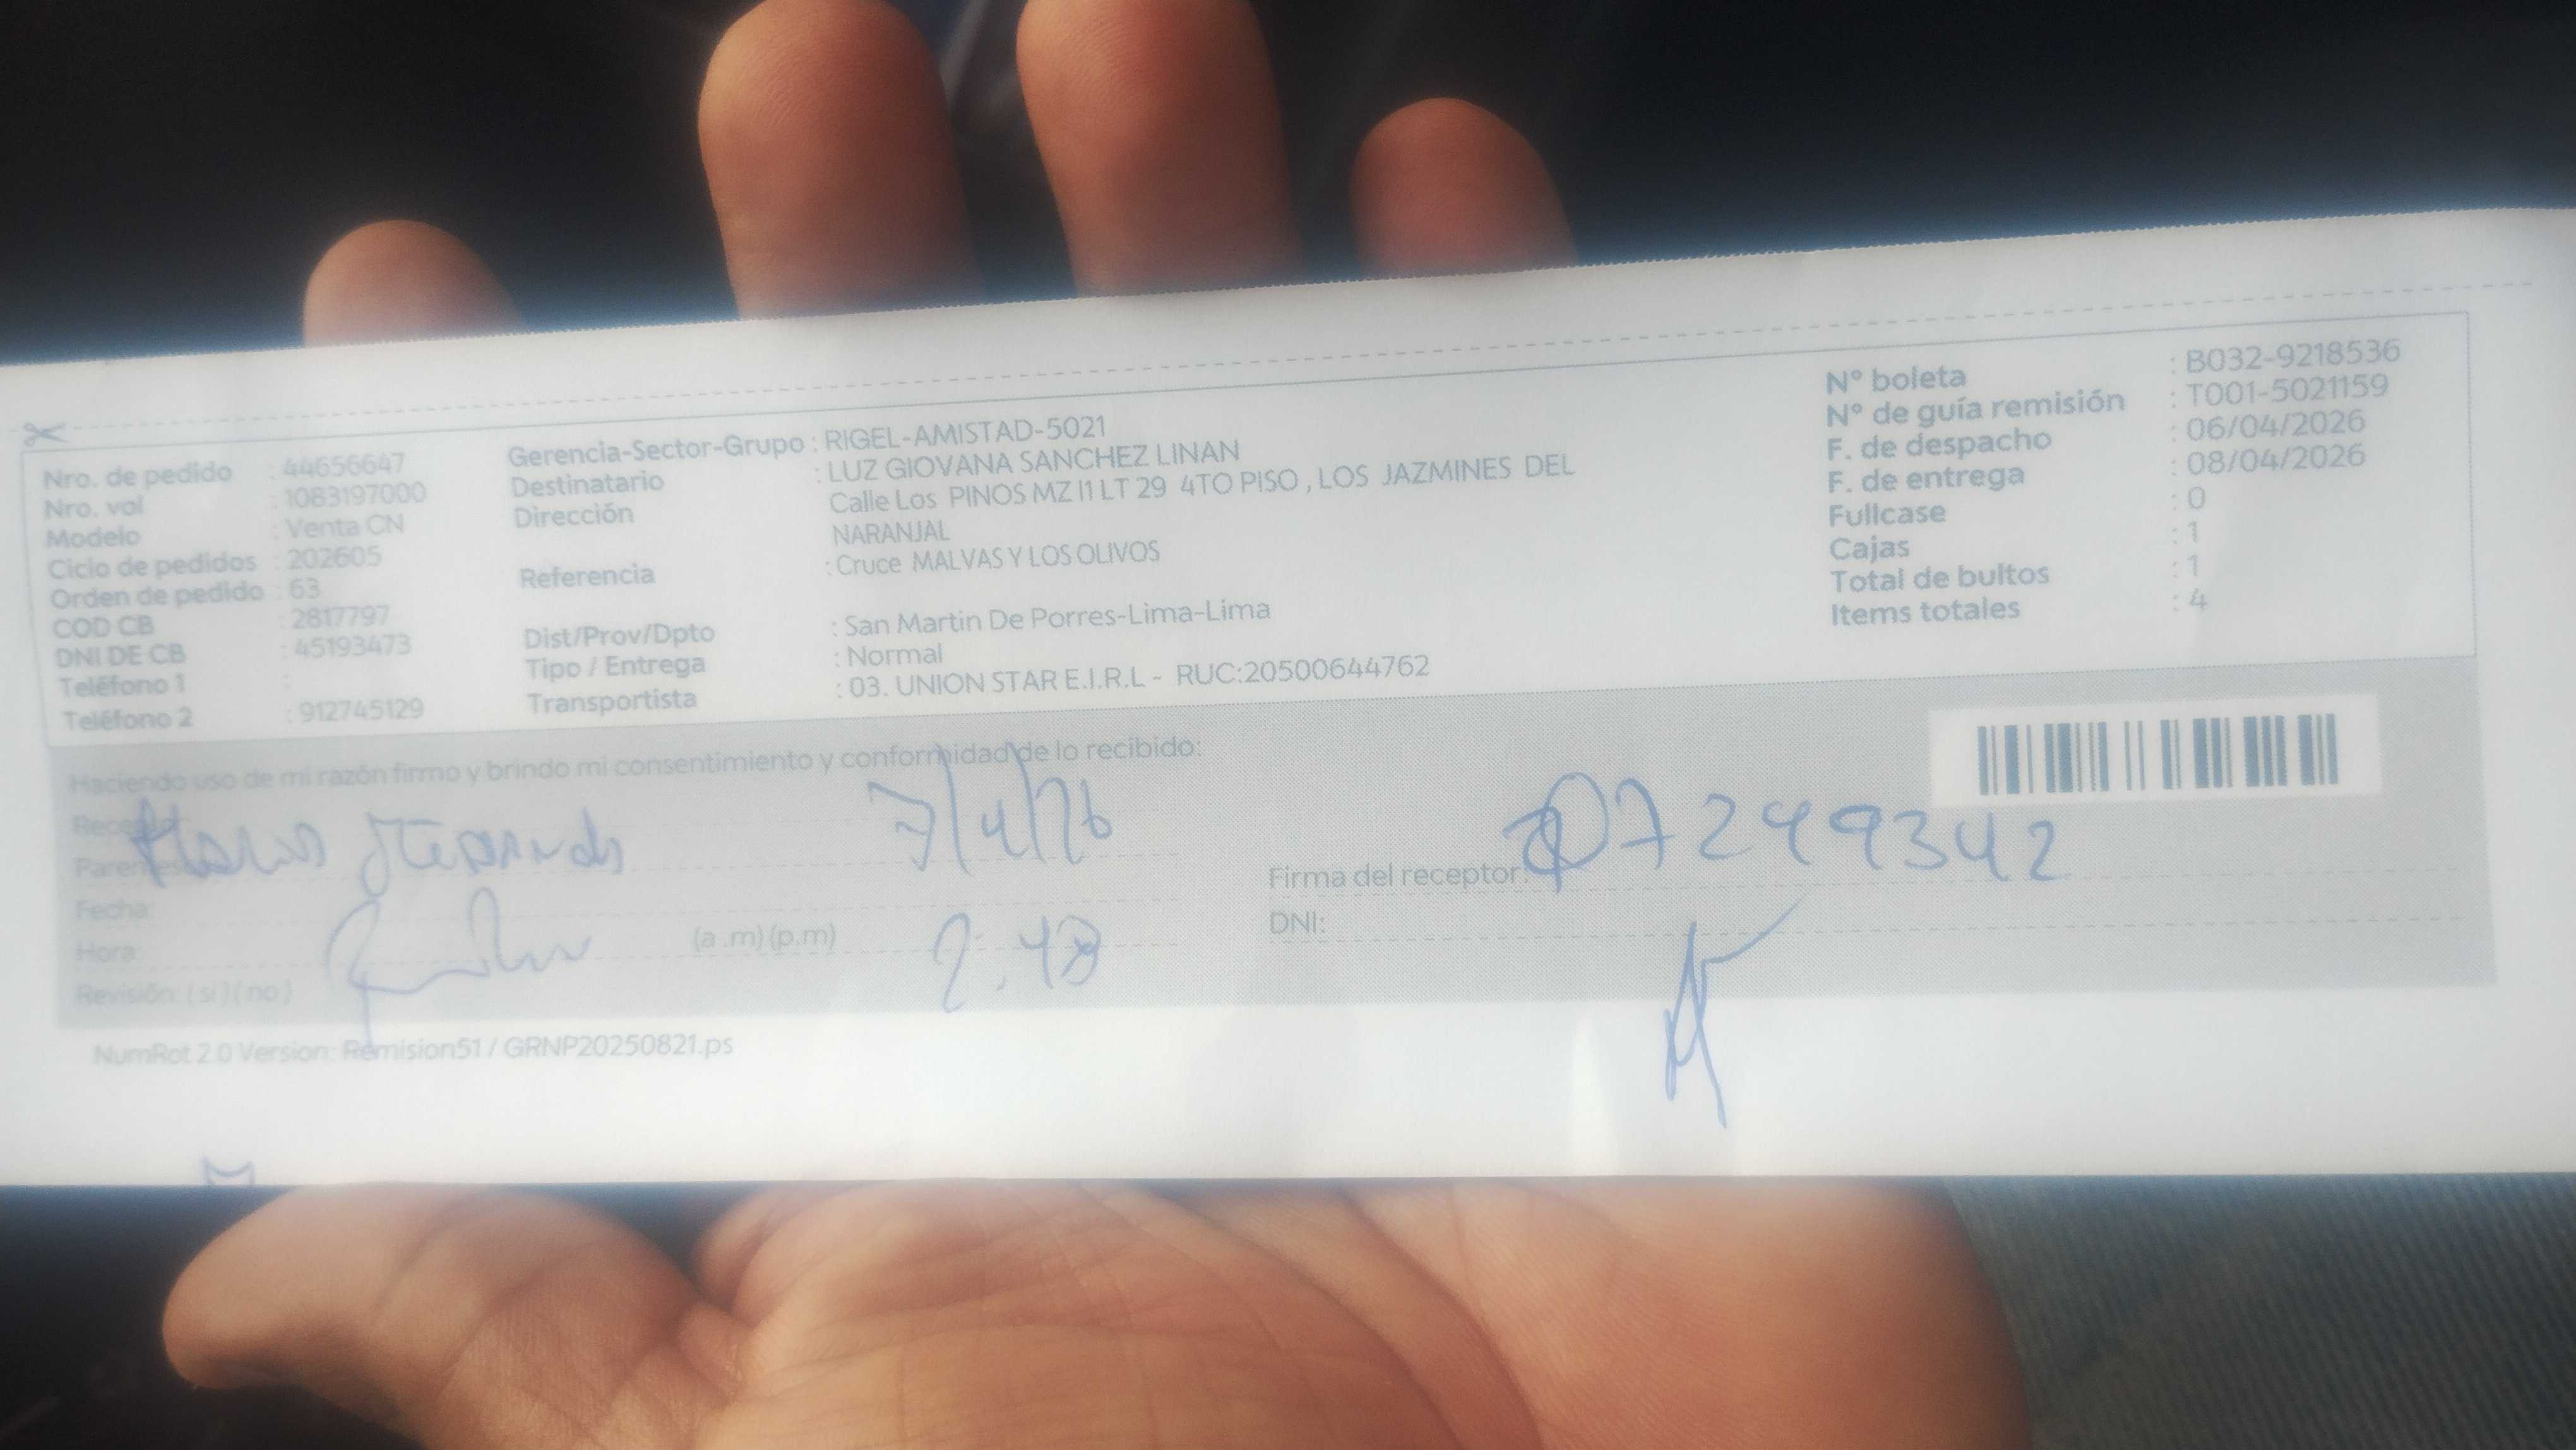 Nro. de pedido : 44656647
Nro. vol : 1083197000
Modelo : Venta CN
Ciclo de pedidos : 202605
Orden de pedido : 63
COD CB : 2817797
DNI DE CB : 45193473
Teléfono 1 :
Teléfono 2 : 912745129
Gerencia-Sector-Grupo : RIGEL-AMISTAD-5021
Destinatario : LUZ GIOVANA SANCHEZ LINAN
Dirección Calle Los PINOS MZ I1 LT 29 4TO PISO , LOS JAZMINES DEL
NARANJAL
Referencia : Cruce MALVAS Y LOS OLIVOS
Dist/Prov/Dpto : San Martin De Porres-Lima-Lima
Tipo / Entrega : Normal
Transportista : 03. UNION STAR E.I.R.L - RUC:20500644762
N° boleta : B032-9218536
N° de guía remisión : T001-5021159
F. de despacho : 06/04/2026
F. de entrega : 08/04/2026
Fullcase : 0
Cajas : 1
Total de bultos : 1
Items totales : 4
Haciendo uso de mi razón firmo y brindo mi consentimiento y conformidad de lo recibido:
7/4/26
Fecha:
Hora: (a .m) (p.m) 2:48
Revisión: ( si ) ( no )
Firma del receptor: 07249342
DNI:
NumRot 2.0 Version: Remision51 / GRNP20250821.ps